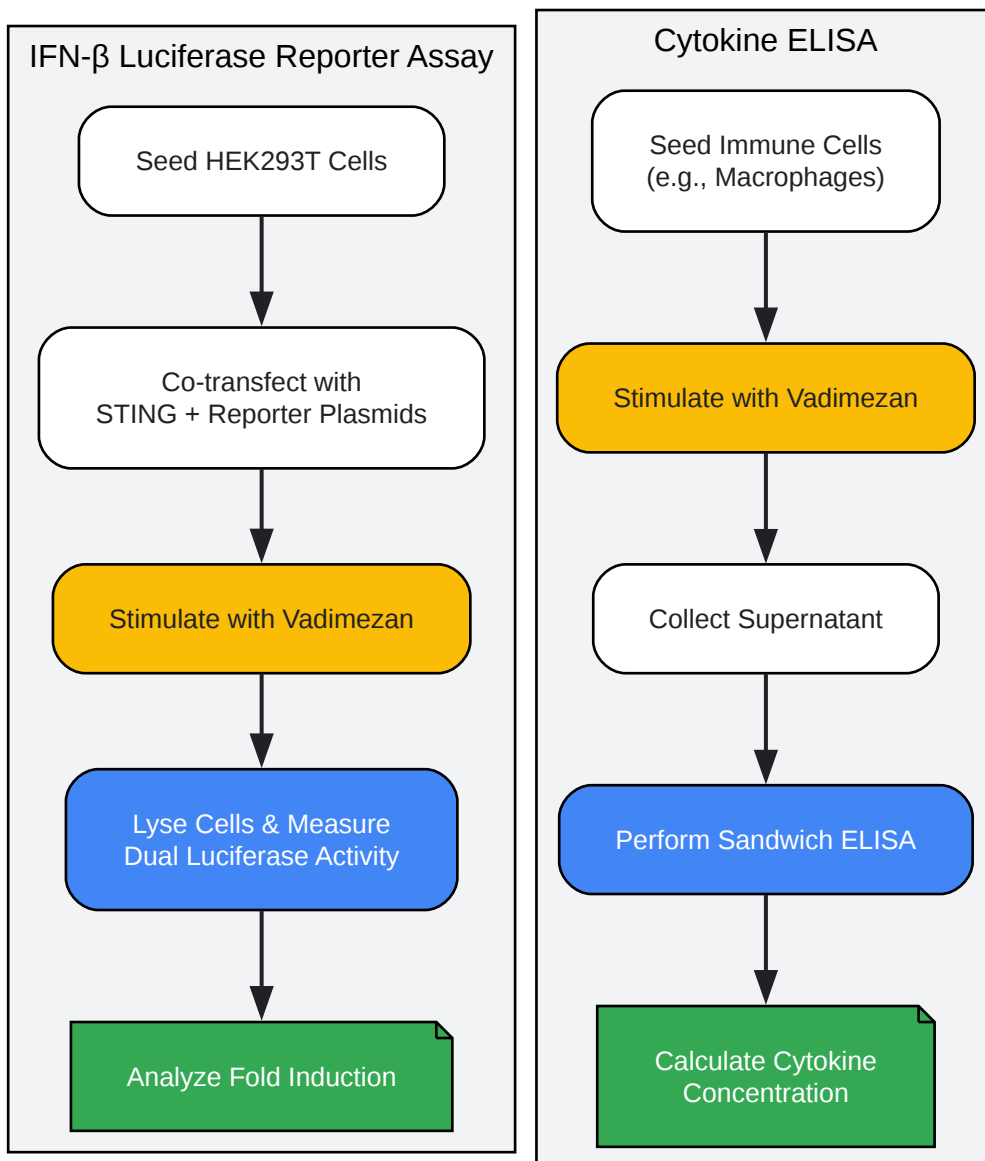 IFN-β Luciferase Reporter Assay
Seed HEK293T Cells
Co-transfect with
STING + Reporter Plasmids
Stimulate with Vadimezan
Lyse Cells & Measure
Dual Luciferase Activity
Analyze Fold Induction
Cytokine ELISA
Seed Immune Cells
(e.g., Macrophages)
Stimulate with Vadimezan
Collect Supernatant
Perform Sandwich ELISA
Calculate Cytokine
Concentration